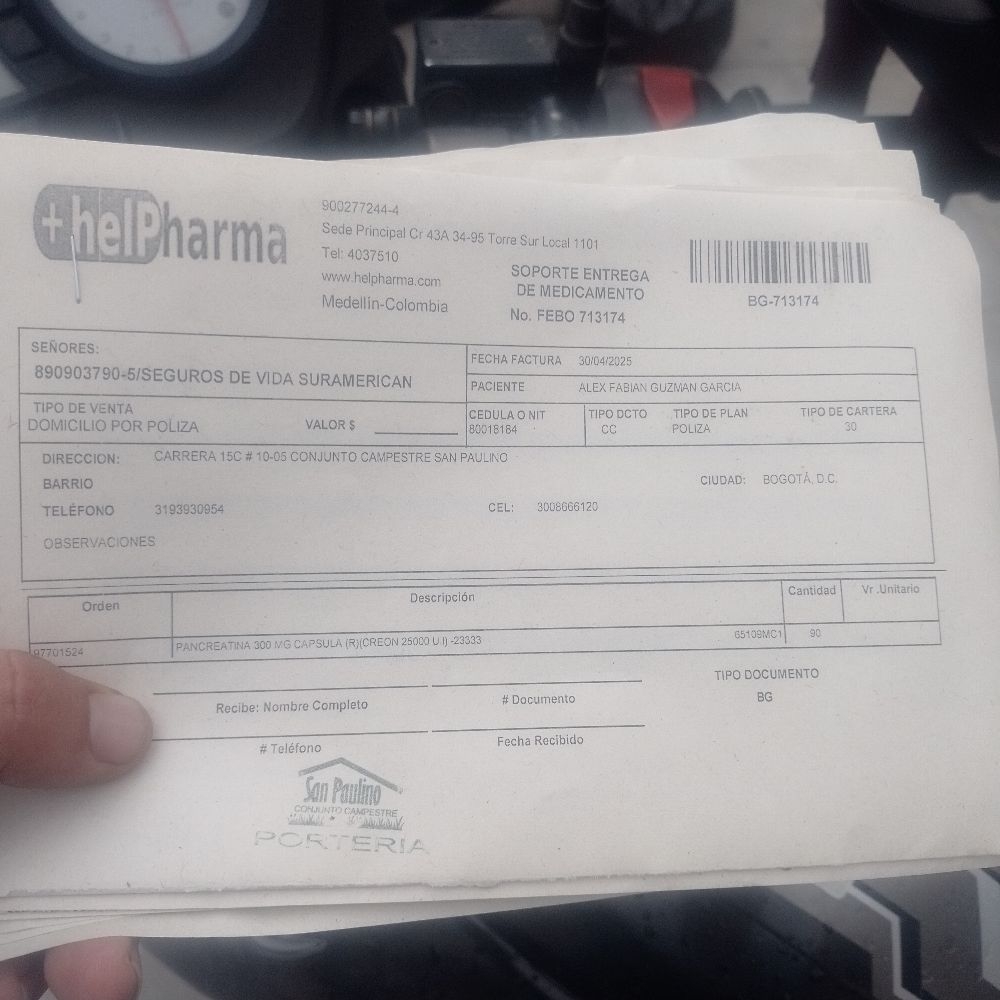 +helPharma
900277244-4
Sede Principal Cr 43A 34-95 Torre Sur Local 1101
Tel: 4037510
www.helpharma.com
Medellín-Colombia
SOPORTE ENTREGA
DE MEDICAMENTO
No. FEBO 713174
BG-713174
SEÑORES:
890903790-5/SEGUROS DE VIDA SURAMERICAN
FECHA FACTURA 30/04/2025
PACIENTE ALEX FABIAN GUZMAN GARCIA
TIPO DE VENTA
DOMICILIO POR POLIZA
VALOR $
CEDULA O NIT
80018184
TIPO DCTO
CC
TIPO DE PLAN
POLIZA
TIPO DE CARTERA
30
DIRECCION: CARRERA 15C # 10-05 CONJUNTO CAMPESTRE SAN PAULINO
BARRIO
CIUDAD: BOGOTÁ, D.C.
TELÉFONO 3193930954
CEL: 3008666120
OBSERVACIONES
Orden Descripción Cantidad Vr .Unitario
97701524 PANCREATINA 300 MG CAPSULA (R)(CREON 25000 U.I) -23333 65109MC1 90
TIPO DOCUMENTO
BG
Recibe: Nombre Completo
# Documento
# Teléfono
Fecha Recibido
San Paulino
CONJUNTO CAMPESTRE
PORTERIA